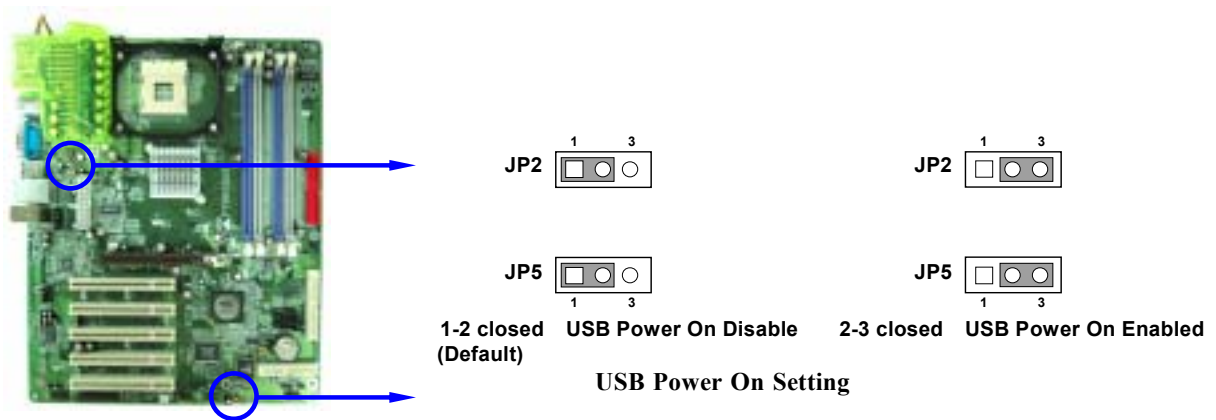 1 3
JP2
1 3
JP2
JP5
1 3
JP5
1 3
1-2 closed USB Power On Disable
(Default)
2-3 closed USB Power On Enabled
USB Power On Setting